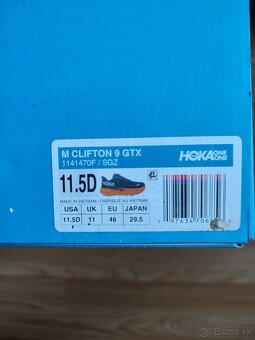 M CLIFTON 9 GTX
1141470F / SGZ
HOKA ONE ONE
11.5D
HOKA
MADE IN VIETNAM / FABRIQUÉ AU VIETNAM
USA UK EU JAPAN
11.5D 11 46 29.5
Bazos.sk